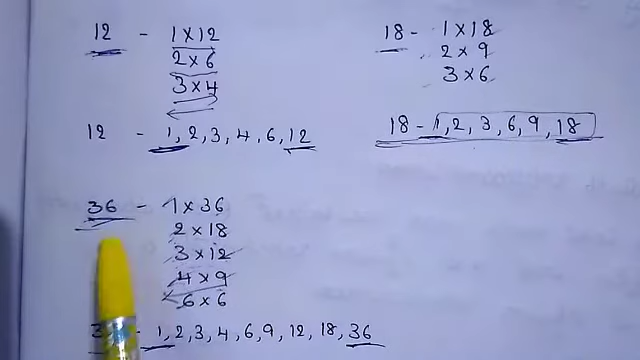 12 - 1 x 12
2 x 6
3 x 4
12 - 1, 2, 3, 4, 6, 12
18 - 1 x 18
2 x 9
3 x 6
18 - 1, 2, 3, 6, 9, 18
36 - 1 x 36
2 x 18
3 x 12
4 x 9
6 x 6
- 1, 2, 3, 4, 6, 9, 12, 18, 36